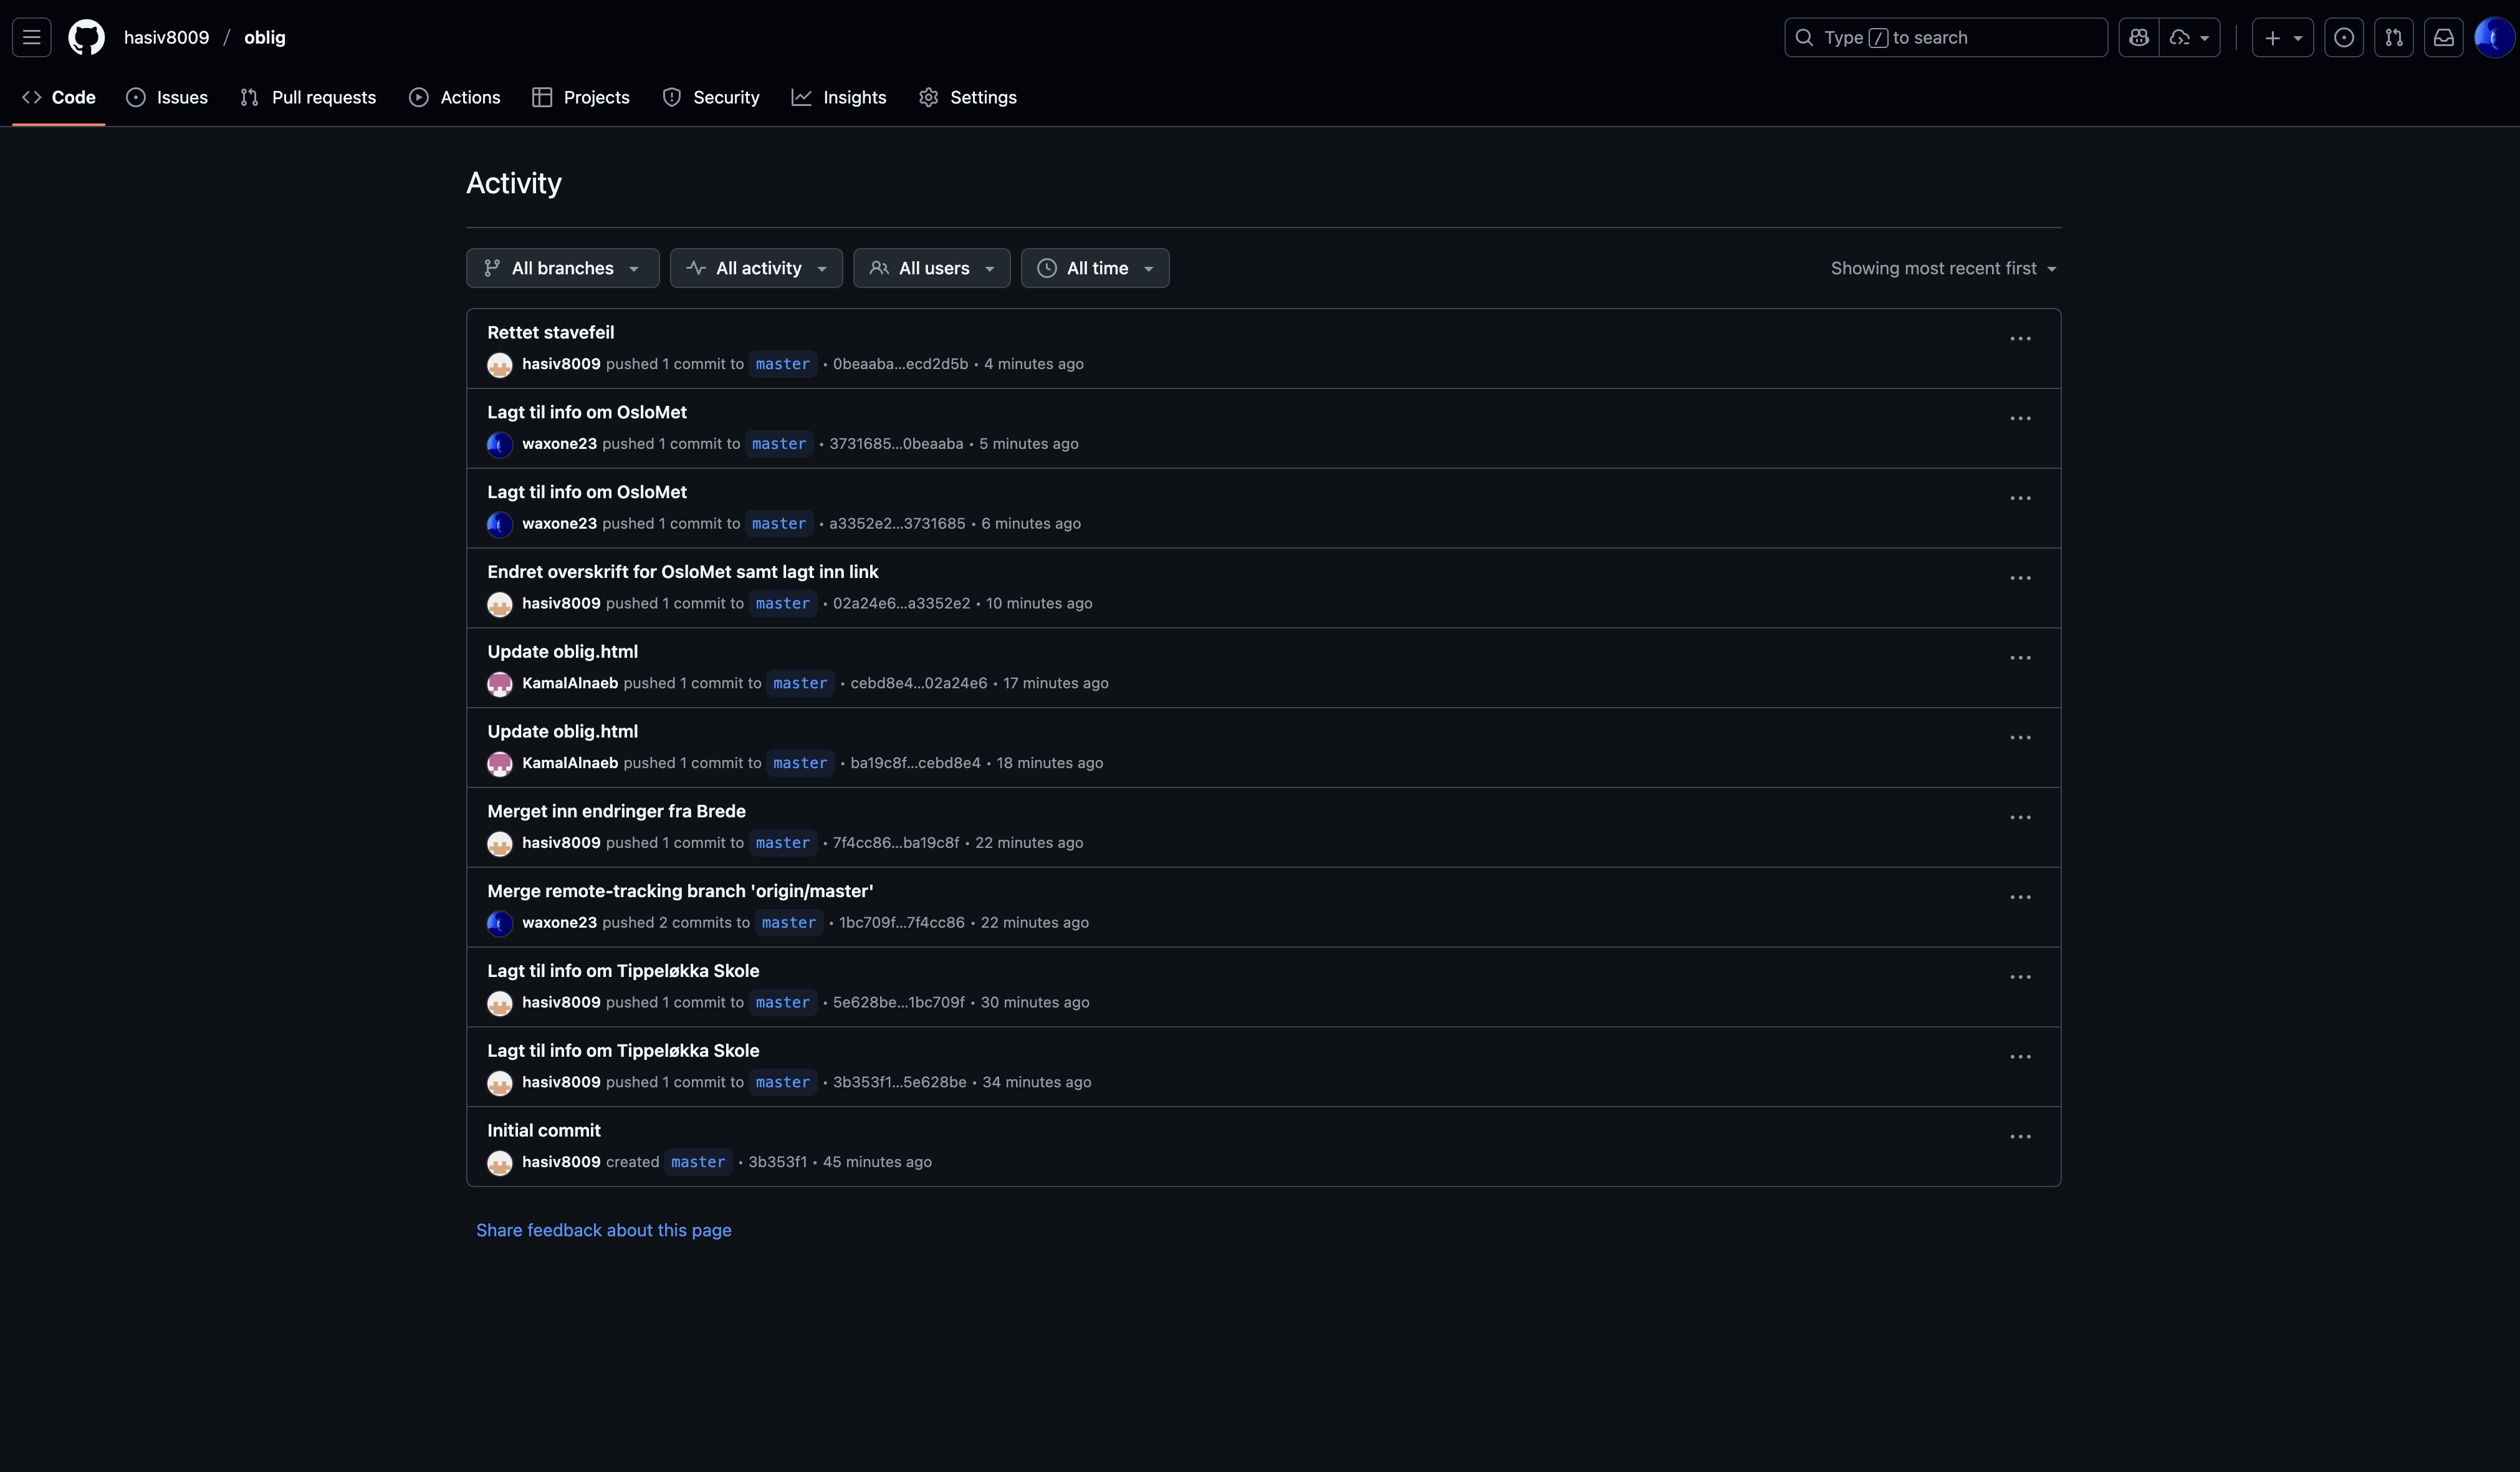 hasiv8009 / oblig
Type / to search
Code Issues Pull requests Actions Projects Security Insights Settings
Activity
All branches All activity All users All time Showing most recent first
Rettet stavefeil
hasiv8009 pushed 1 commit to master • 0beaaba...ecd2d5b • 4 minutes ago
Lagt til info om OsloMet
waxone23 pushed 1 commit to master • 3731685...0beaaba • 5 minutes ago
Lagt til info om OsloMet
waxone23 pushed 1 commit to master • a3352e2...3731685 • 6 minutes ago
Endret overskrift for OsloMet samt lagt inn link
hasiv8009 pushed 1 commit to master • 02a24e6...a3352e2 • 10 minutes ago
Update oblig.html
KamalAlnaeb pushed 1 commit to master • cebd8e4...02a24e6 • 17 minutes ago
Update oblig.html
KamalAlnaeb pushed 1 commit to master • ba19c8f...cebd8e4 • 18 minutes ago
Merget inn endringer fra Brede
hasiv8009 pushed 1 commit to master • 7f4cc86...ba19c8f • 22 minutes ago
Merge remote-tracking branch 'origin/master'
waxone23 pushed 2 commits to master • 1bc709f...7f4cc86 • 22 minutes ago
Lagt til info om Tippeløkka Skole
hasiv8009 pushed 1 commit to master • 5e628be...1bc709f • 30 minutes ago
Lagt til info om Tippeløkka Skole
hasiv8009 pushed 1 commit to master • 3b353f1...5e628be • 34 minutes ago
Initial commit
hasiv8009 created master • 3b353f1 • 45 minutes ago
Share feedback about this page